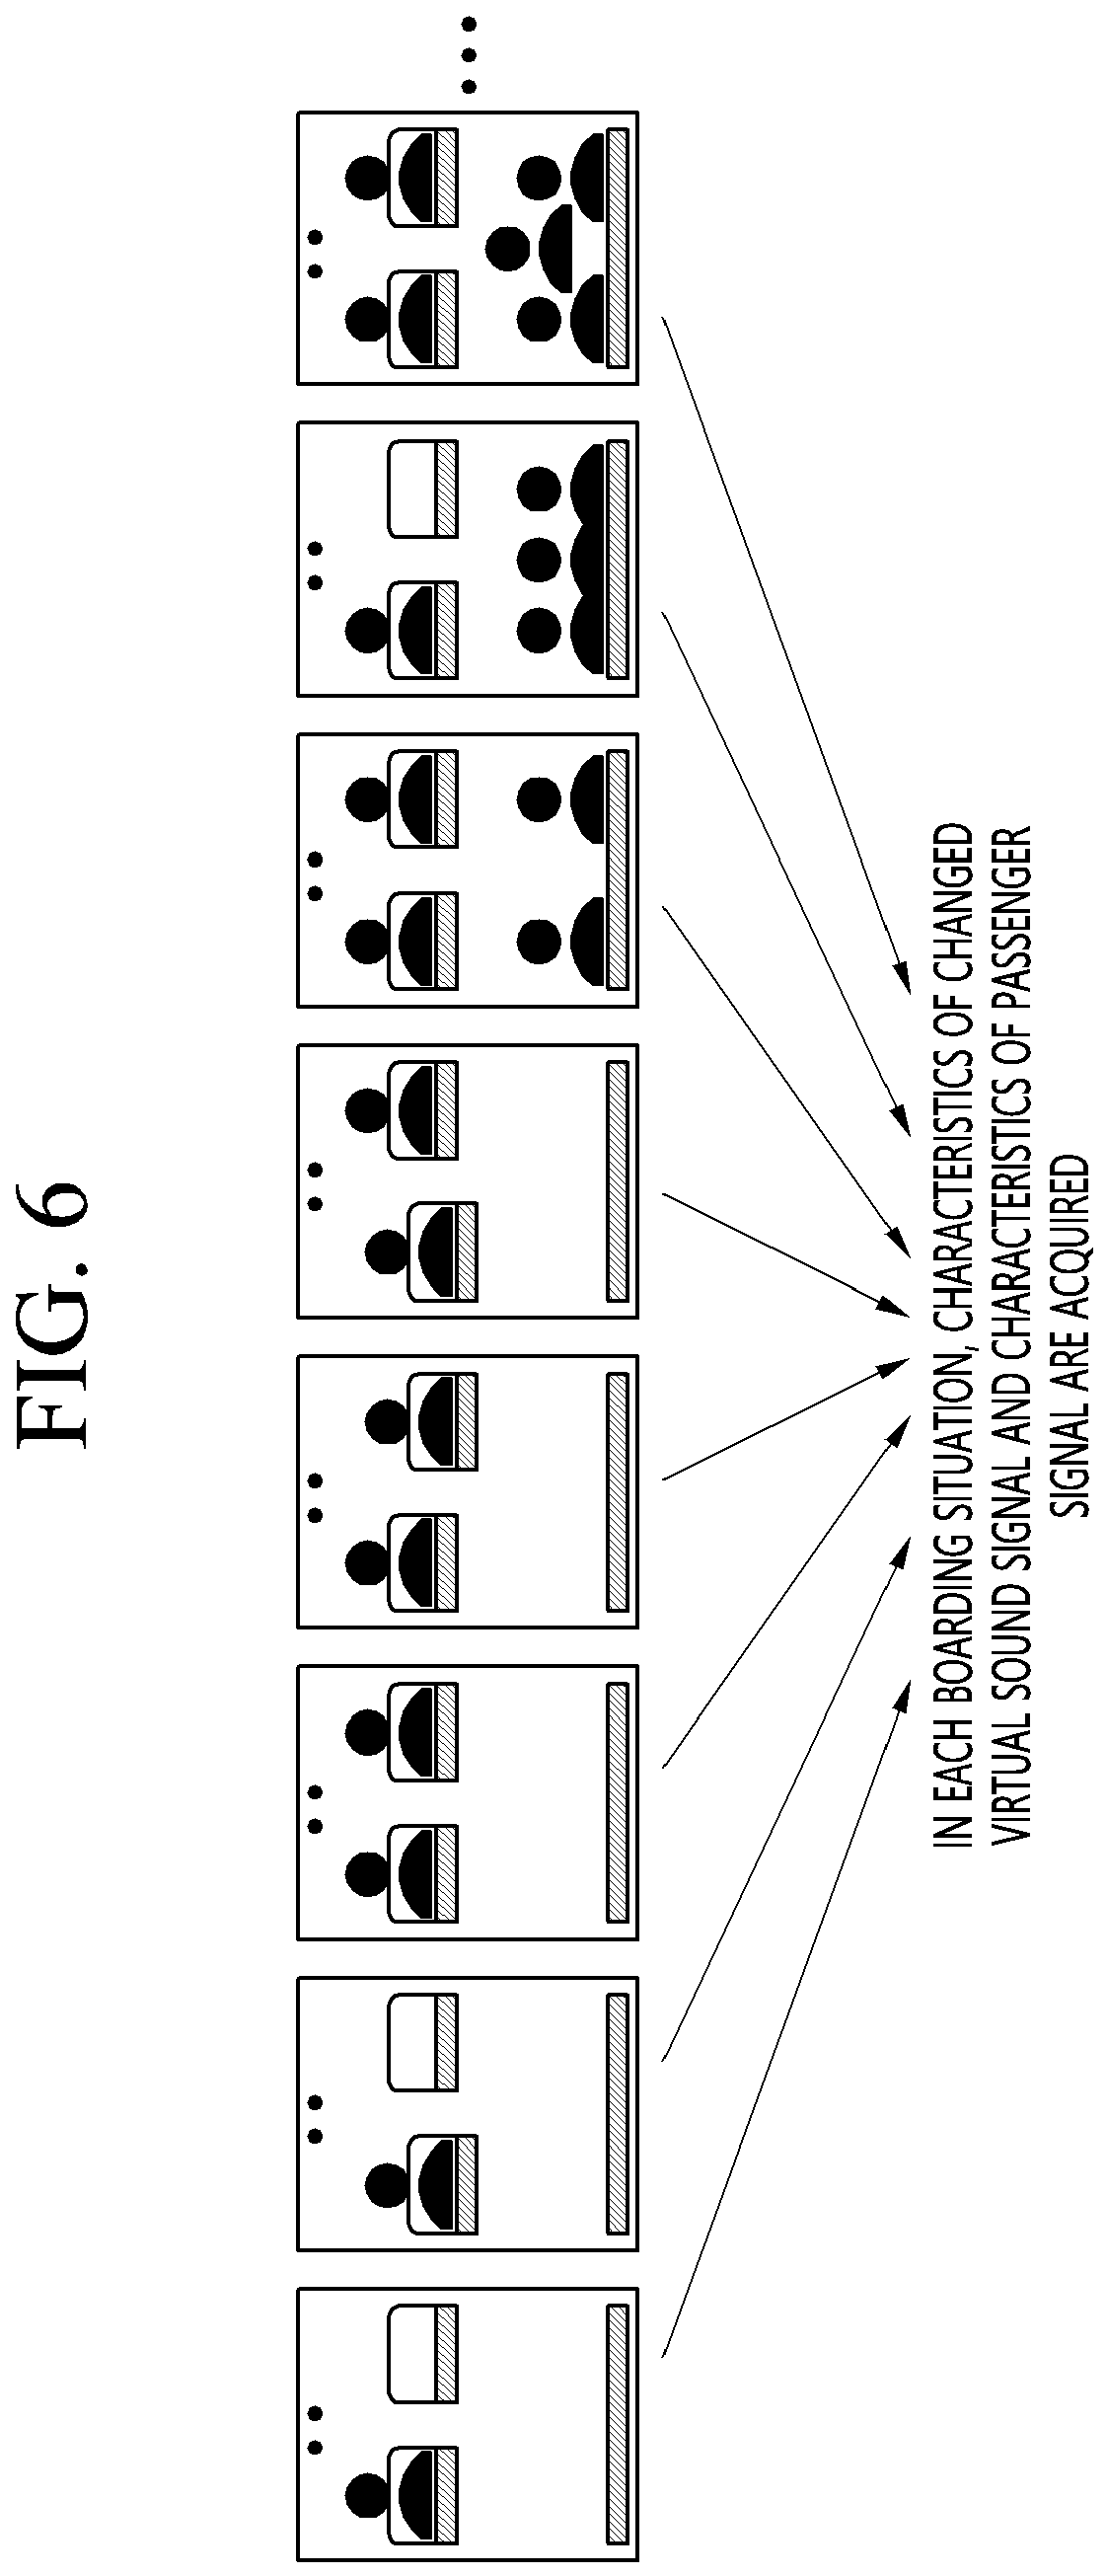 FIG. 6
IN EACH BOARDING SITUATION, CHARACTERISTICS OF CHANGED
VIRTUAL SOUND SIGNAL AND CHARACTERISTICS OF PASSENGER
SIGNAL ARE ACQUIRED